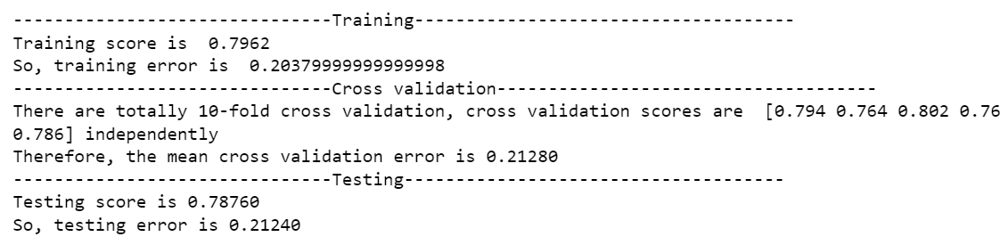 -------------------------------Training-------------------------------------
Training score is  0.7962
So, training error is  0.20379999999999998
-------------------------------Cross validation-------------------------------------
There are totally 10-fold cross validation, cross validation scores are  [0.794 0.764 0.802 0.76
0.786] independently
Therefore, the mean cross validation error is 0.21280
-------------------------------Testing-------------------------------------
Testing score is 0.78760
So, testing error is 0.21240